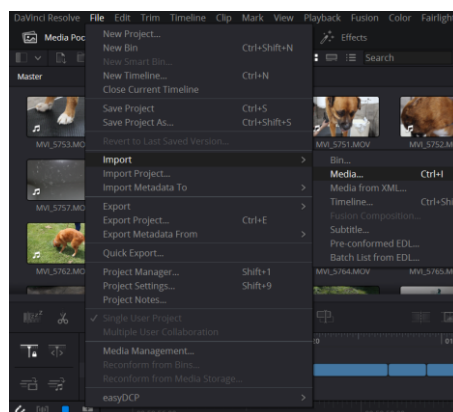 DaVinci Resolve File Edit Trim Timeline Clip Mark View Playback Fusion Color Fairlight
Media Poo
Effects
New Project...
New Bin... Ctrl+Shift+N
New Smart Bin...
Search
Master
New Timeline... Ctrl+N
Close Current Timeline
Save Project Ctrl+S
Save Project As... Ctrl+Shift+S
Revert to Last Saved Version...
MVI_5753.MOV
MVI_5751.MOV
MVI_5752.M
Import
Bin...
Import Project...
Media... Ctrl+I
Import Metadata To
Media from XML...
MVI_5757.MOV
Export
Timeline... Ctrl+Shi
Export Project... Ctrl+E
Fusion Composition...
Export Metadata From
Subtitle...
Quick Export...
Pre-conformed EDL...
Batch List from EDL...
MVI_5762.MO
Project Manager... Shift+1
MVI_5764.MOV
MVI_5765.M
Project Settings... Shift+9
Project Notes...
Single User Project
Multiple User Collaboration
Media Management...
Reconform from Bins...
Reconform from Media Storage...
easyDCP